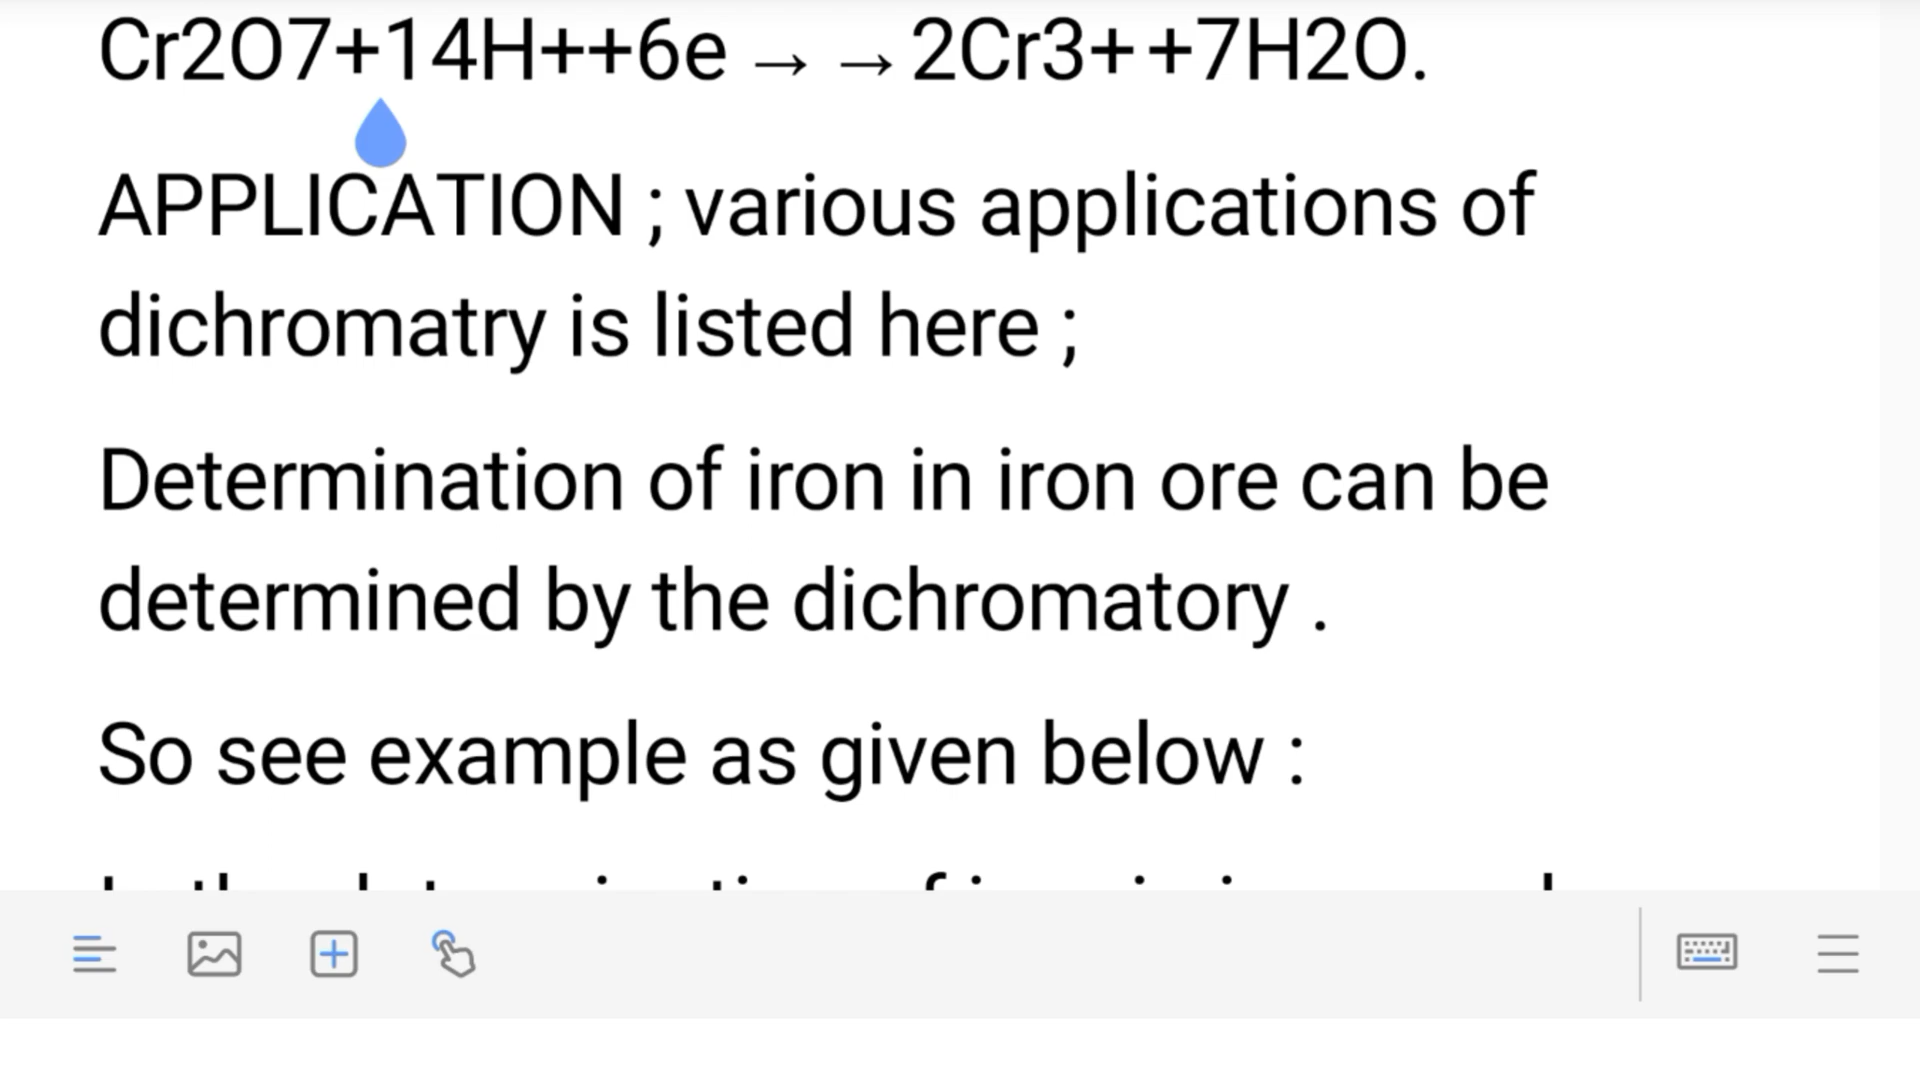 Cr2O7+14H++6e → → 2Cr3+ +7H2O.
APPLICATION ; various applications of
dichromatry is listed here ;
Determination of iron in iron ore can be
determined by the dichromatory .
So see example as given below :